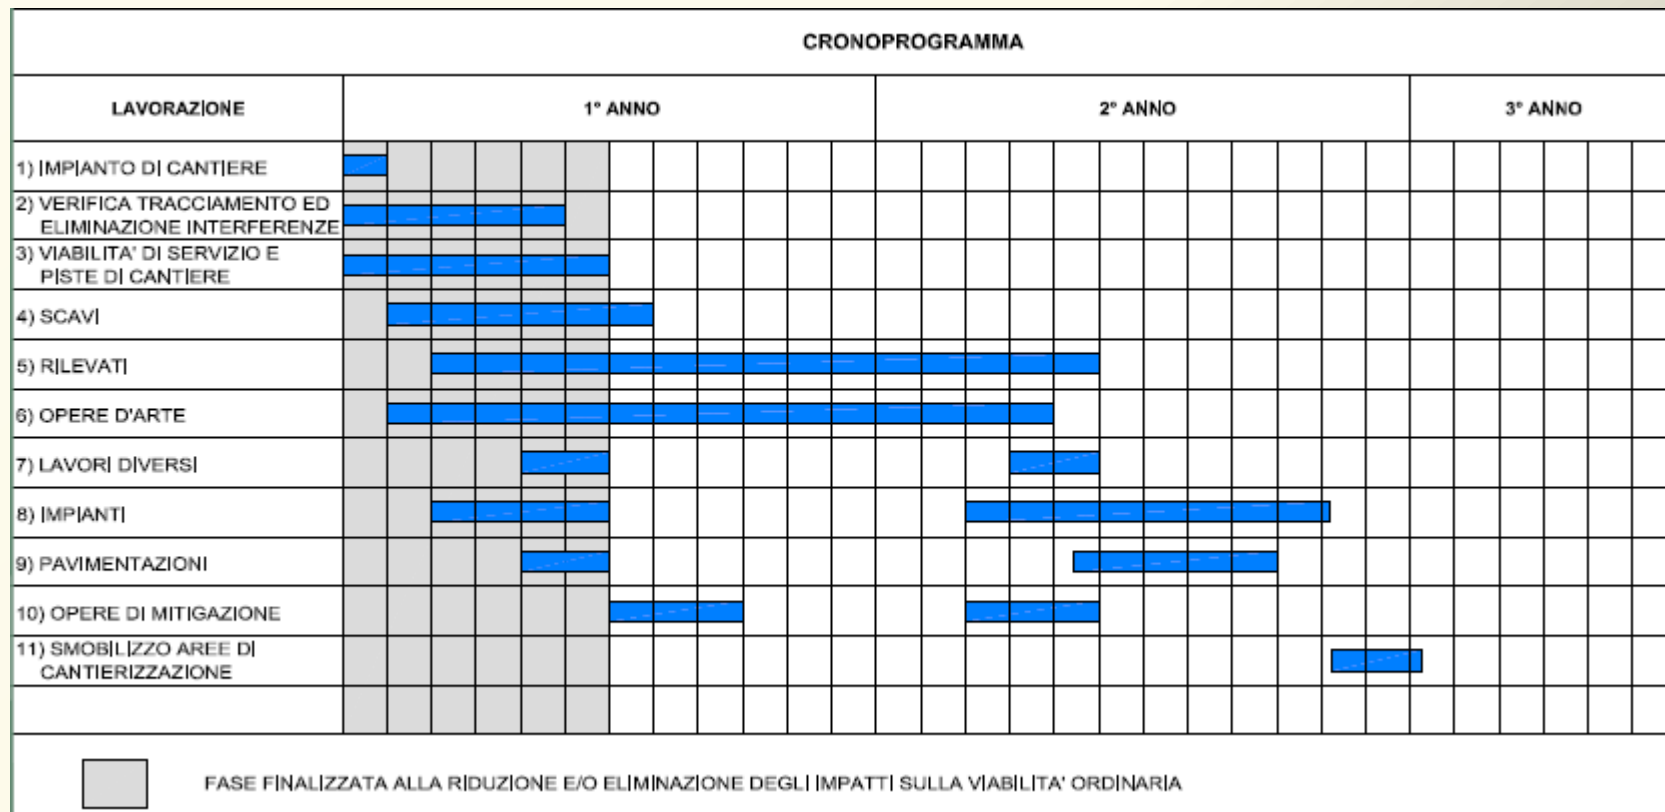 CRONOPROGRAMMA
LAVORAZIONE
1° ANNO
2° ANNO
3° ANNO
1) IMPIANTO DI CANTIERE
2) VERIFICA TRACCIAMENTO ED
ELIMINAZIONE INTERFERENZE
3) VIABILITA' DI SERVIZIO E
PISTE DI CANTIERE
4) SCAVI
5) RILEVATI
6) OPERE D'ARTE
7) LAVORI DIVERSI
8) IMPIANTI
9) PAVIMENTAZIONI
10) OPERE DI MITIGAZIONE
11) SMOBILIZZO AREE DI
CANTIERIZZAZIONE
FASE FINALIZZATA ALLA RIDUZIONE E/O ELIMINAZIONE DEGLI IMPATTI SULLA VIABILITA' ORDINARIA